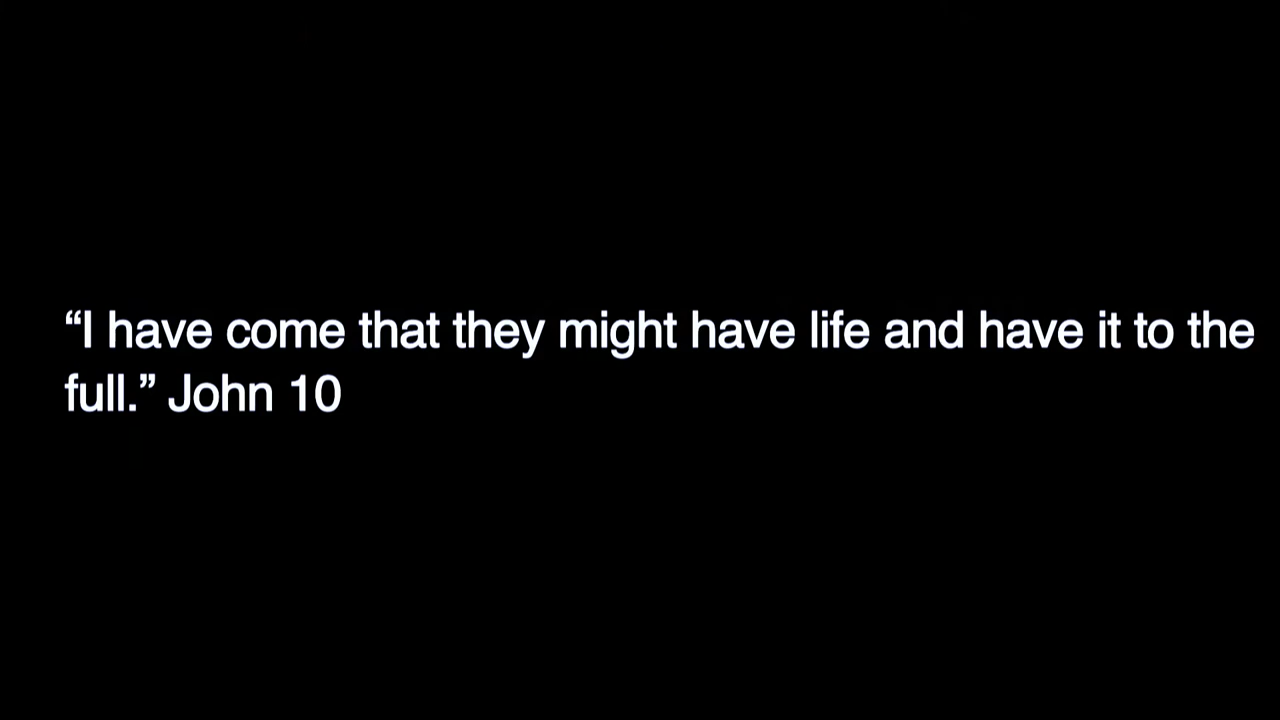 “I have come that they might have life and have it to the
full.” John 10